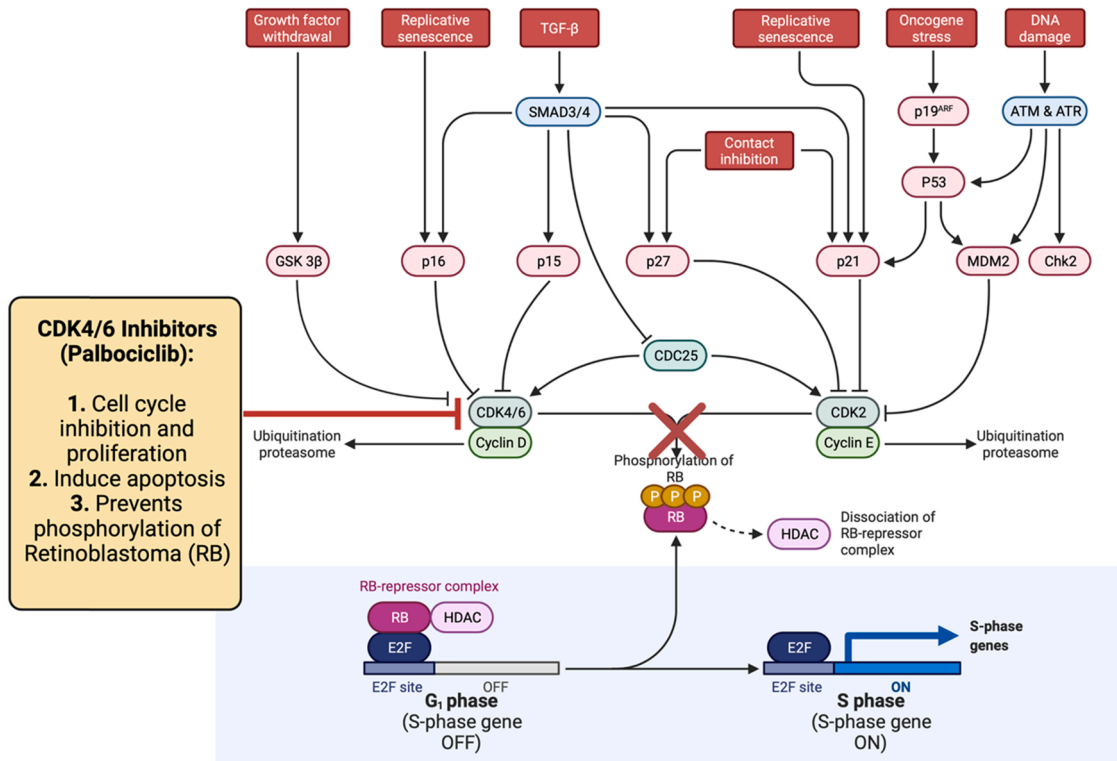 Growth factor
withdrawal
Replicative
senescence
TGF-β
Replicative
senescence
Oncogene
stress
DNA
damage
SMAD3/4
p19ARF
ATM & ATR
Contact
inhibition
P53
GSK 3β
p16
p15
p27
p21
MDM2
Chk2
CDK4/6 Inhibitors
(Palbociclib):
1. Cell cycle
inhibition and
proliferation
2. Induce apoptosis
3. Prevents
phosphorylation of
Retinoblastoma (RB)
CDC25
CDK4/6
Cyclin D
CDK2
Cyclin E
Ubiquitination
proteasome
Ubiquitination
proteasome
Phosphorylation of
RB
P P P
RB
HDAC
Dissociation of
RB-repressor
complex
RB-repressor complex
RB
HDAC
E2F
E2F site
OFF
G₁ phase
(S-phase gene
OFF)
E2F
S-phase
genes
E2F site
ON
S phase
(S-phase gene
ON)